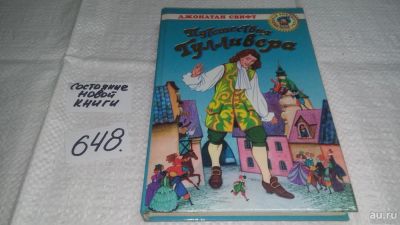 ДЖОНАТАН СВИФТ
Путешествия
Гулливера
СОСТОЯНИЕ
НОВОЙ
КНИГИ
648.
au.ru